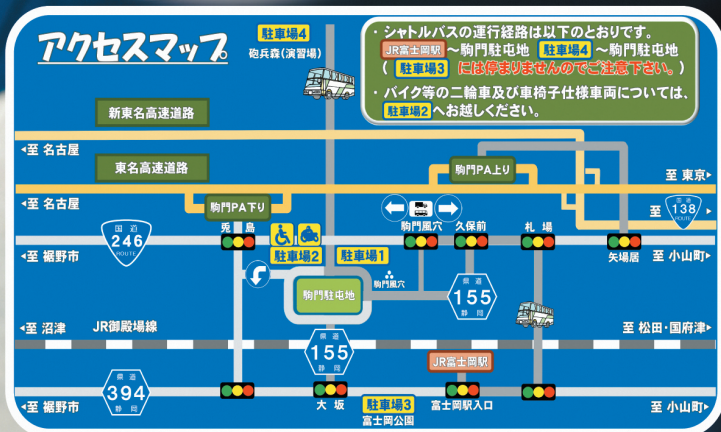 アクセスマップ
駐車場4
砲兵森(演習場)
・シャトルバスの運行経路は以下のとおりです。
JR富士岡駅 ～駒門駐屯地 駐車場4 ～駒門駐屯地
( 駐車場3 には停まりませんのでご注意下さい。)
・バイク等の二輪車及び車椅子仕様車両については、
駐車場2 へお越しください。
新東名高速道路
至 名古屋
東名高速道路
駒門PA上り
至 東京
至 名古屋
駒門PA下り
至
国道
138
ROUTE
国道
246
ROUTE
兎島
駒門風穴
久保前
札場
矢場居
至 裾野市
駐車場2
駐車場1
至 小山町
駒門駐屯地
駒門風穴
県道
155
静岡
至 沼津
JR御殿場線
県道
155
静岡
至 松田・国府津
JR富士岡駅
県道
394
静岡
至 裾野市
大坂
駐車場3
富士岡公園
富士岡駅入口
至 小山町